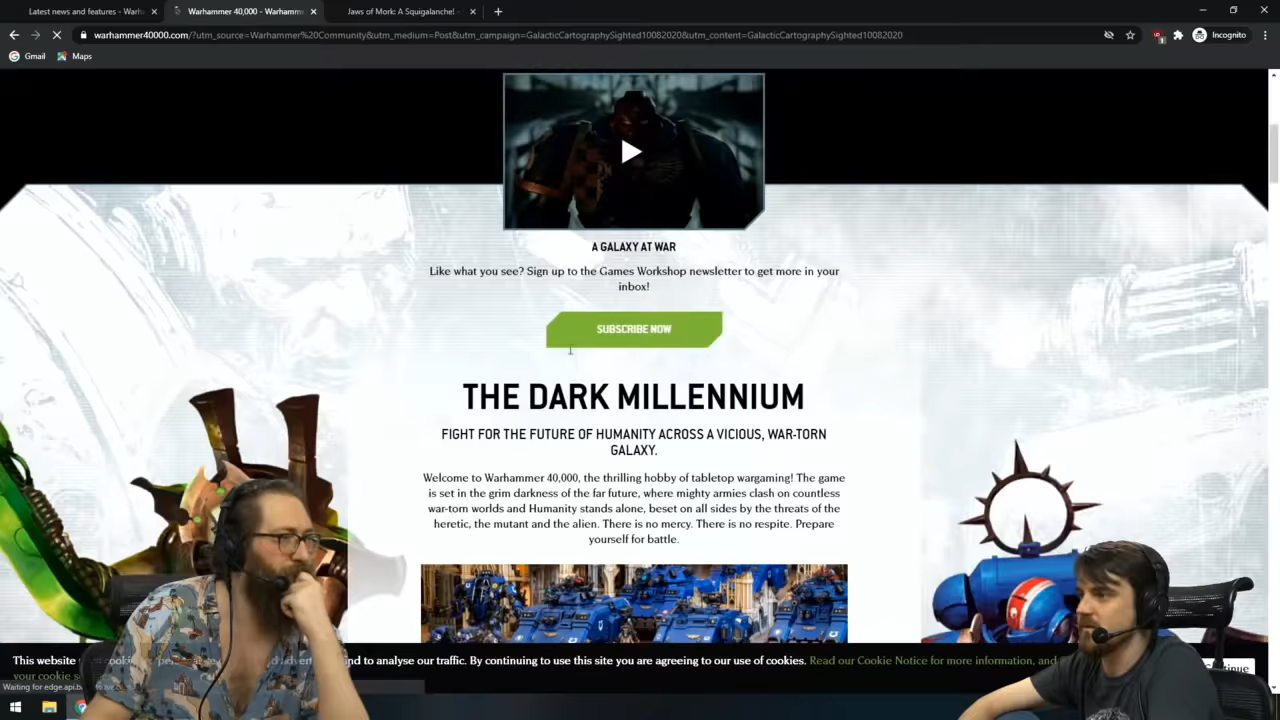 Latest news and features - Warh
Warhammer 40,000 - Warhamm
Jaws of Mork: A Squigalanche! -
warhammer40000.com/?utm_source=Warhammer%20Community&utm_medium=Post&utm_campaign=GalacticCartographySighted10082020&utm_content=GalacticCartographySighted10082020
Incognito
Gmail
Maps
A GALAXY AT WAR
Like what you see? Sign up to the Games Workshop newsletter to get more in your
inbox!
SUBSCRIBE NOW
THE DARK MILLENNIUM
FIGHT FOR THE FUTURE OF HUMANITY ACROSS A VICIOUS, WAR-TORN
GALAXY.
Welcome to Warhammer 40,000, the thrilling hobby of tabletop wargaming! The game
is set in the grim darkness of the far future, where mighty armies clash on countless
war-torn worlds and Humanity stands alone, beset on all sides by the threats of the
heretic, the mutant and the alien. There is no mercy. There is no respite. Prepare
yourself for battle.
This website nd to analyse our traffic. By continuing to use this site you are agreeing to our use of cookies. Read our Cookie Notice for more information, and
your cookie
Waiting for edge.api.b